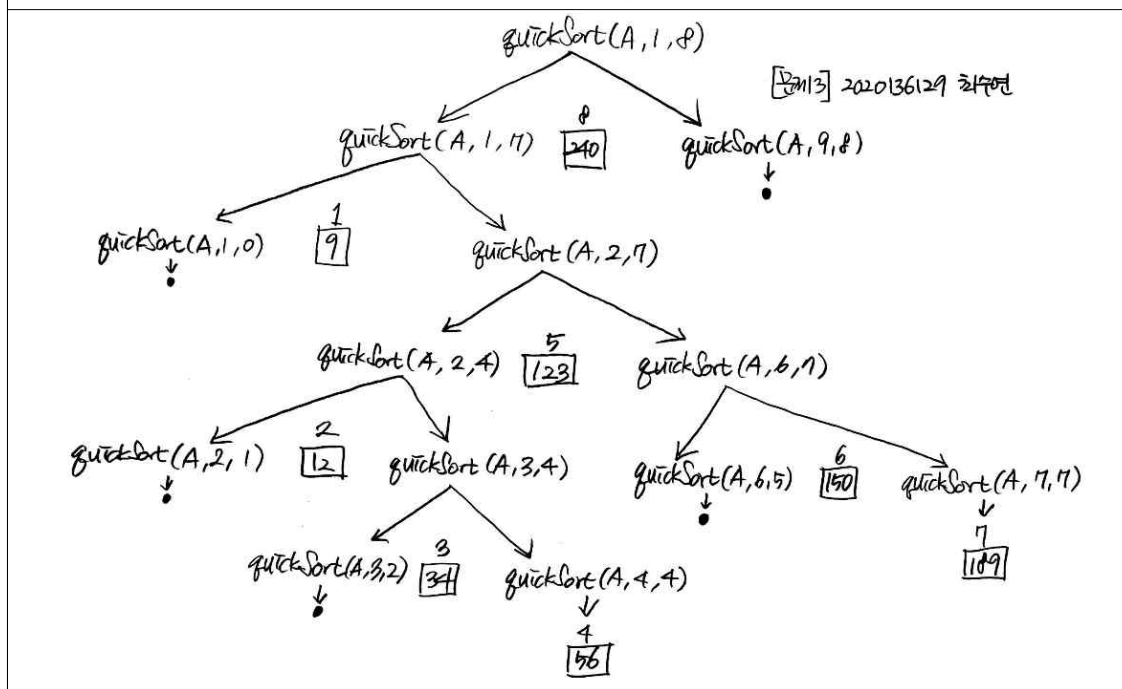 quickSort(A,1,8)
[문제3] 2020136129 최수연
quickSort(A,1,7) 8 240 quickSort(A,9,8)
quickSort(A,1,0) 1 9 quickSort(A,2,7)
quickSort(A,2,4) 5 123 quickSort(A,6,7)
quickSort(A,2,1) 2 12 quickSort(A,3,4) quickSort(A,6,5) 6 150 quickSort(A,7,7)
quickSort(A,3,2) 3 34 quickSort(A,4,4) 7 189
4 56